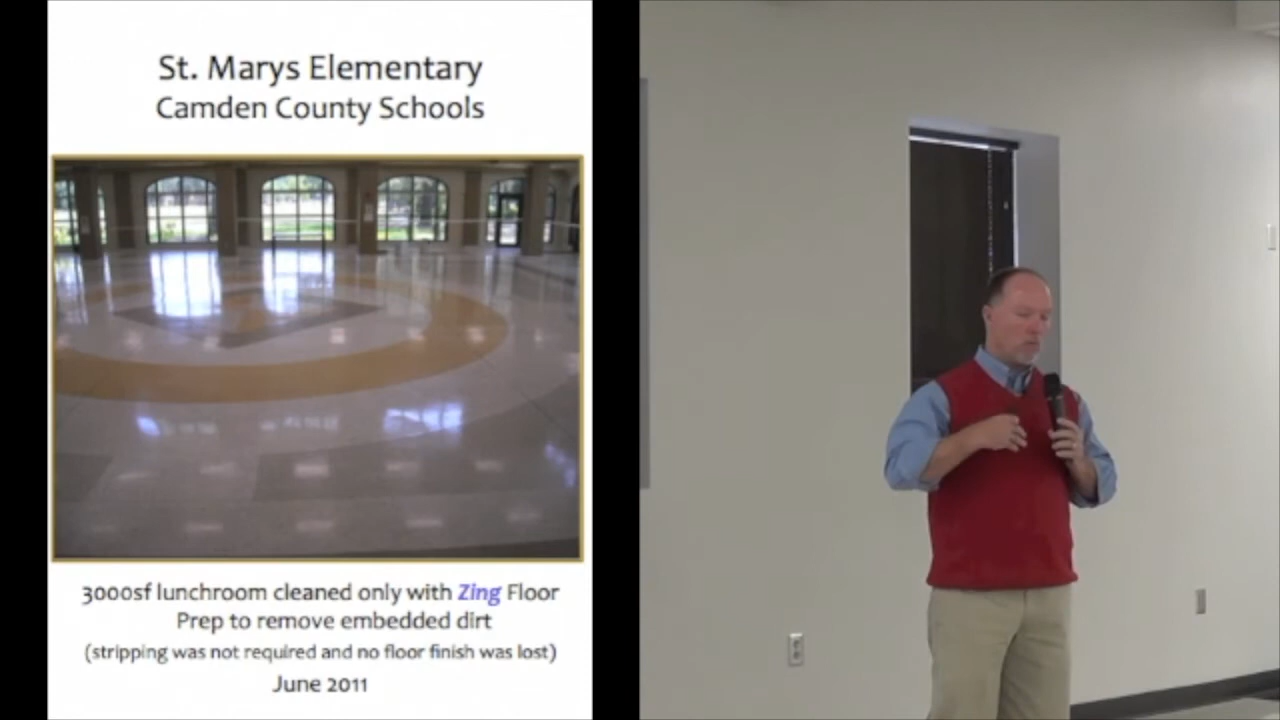 St. Marys Elementary
Camden County Schools
3000sf lunchroom cleaned only with Zing Floor
Prep to remove embedded dirt
(stripping was not required and no floor finish was lost)
June 2011